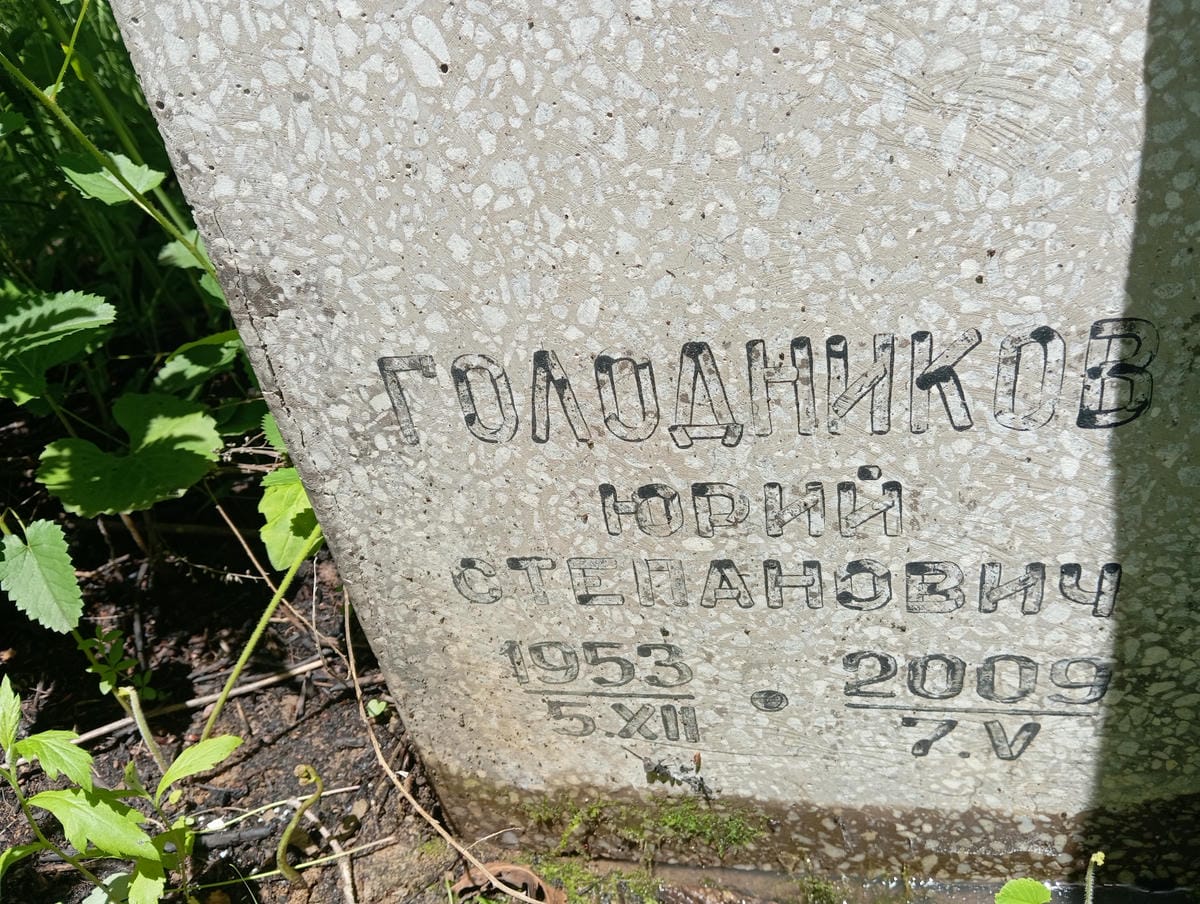 ГОЛОДНИКОВ
ЮРИЙ
СТЕПАНОВИЧ
1953 • 2009
5.XII 7.V